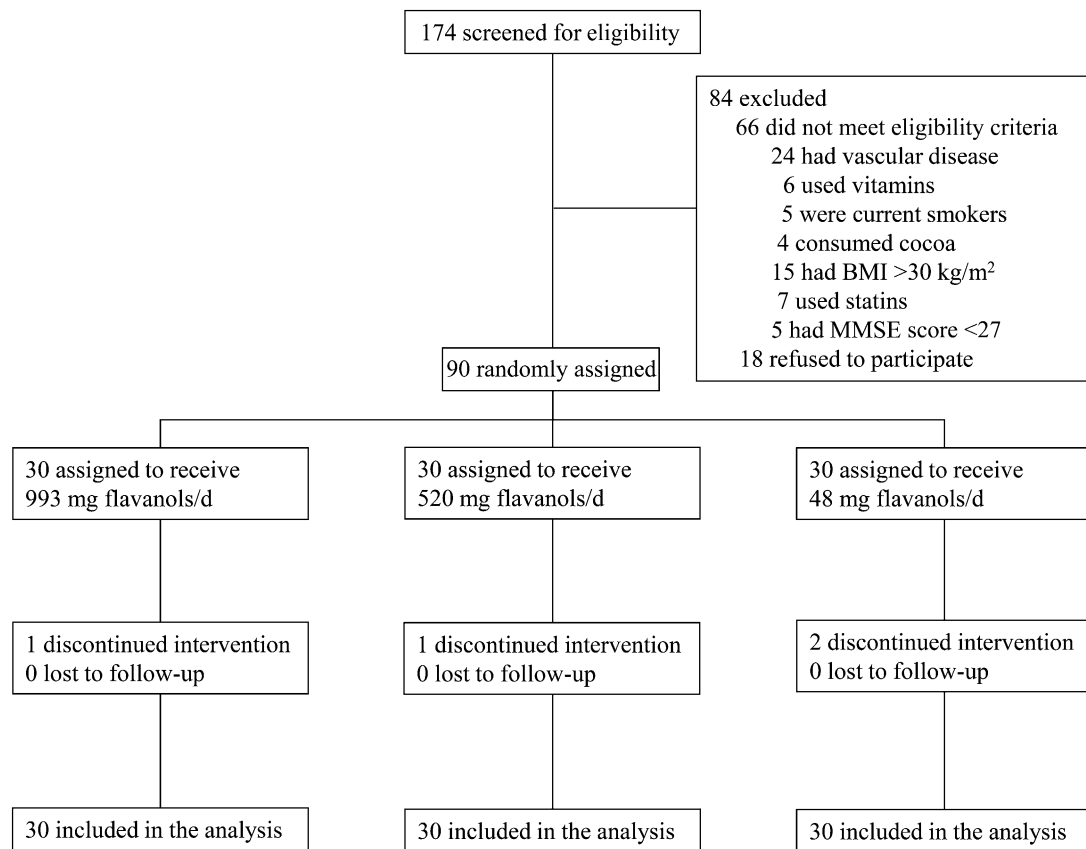 174 screened for eligibility
84 excluded
66 did not meet eligibility criteria
24 had vascular disease
6 used vitamins
5 were current smokers
4 consumed cocoa
15 had BMI >30 kg/m²
7 used statins
5 had MMSE score <27
18 refused to participate
90 randomly assigned
30 assigned to receive
993 mg flavanols/d
30 assigned to receive
520 mg flavanols/d
30 assigned to receive
48 mg flavanols/d
1 discontinued intervention
0 lost to follow-up
1 discontinued intervention
0 lost to follow-up
2 discontinued intervention
0 lost to follow-up
30 included in the analysis
30 included in the analysis
30 included in the analysis